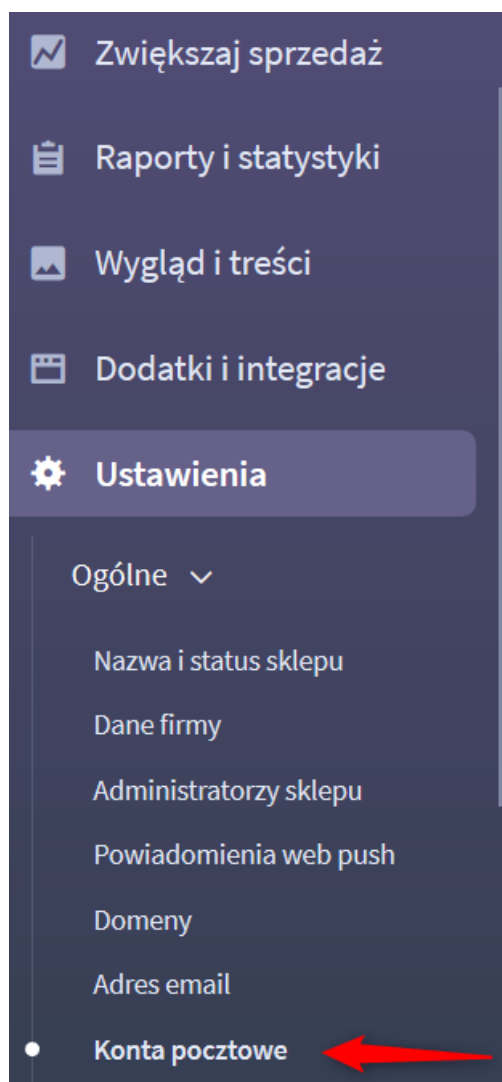 Zwiększaj sprzedaż
Raporty i statystyki
Wygląd i treści
Dodatki i integracje
Ustawienia
Ogólne
Nazwa i status sklepu
Dane firmy
Administratorzy sklepu
Powiadomienia web push
Domeny
Adres email
Konta pocztowe